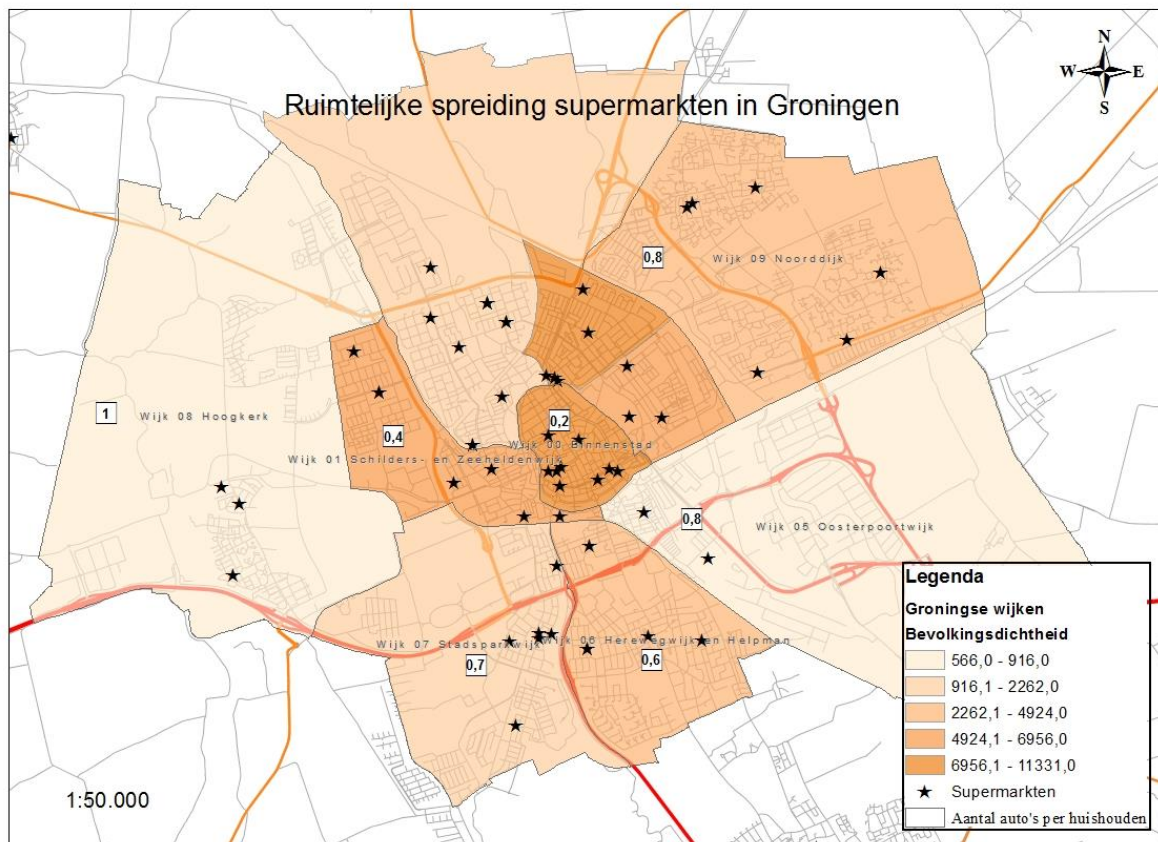 N
W E
S
Ruimtelijke spreiding supermarkten in Groningen
0,8
Wijk 09 Noorddijk
1
Wijk 08 Hoogkerk
0,2
0,4
Wijk 00 Binnenstad
Wijk 01 Schilders- en Zeeheldenwijk
0,8
Wijk 05 Oosterpoortwijk
Wijk 07 Stadsparkwijk
Wijk 06 Herewegwijk en Helpman
0,7
0,6
1:50.000
Legenda
Groningse wijken
Bevolkingsdichtheid
566,0 - 916,0
916,1 - 2262,0
2262,1 - 4924,0
4924,1 - 6956,0
6956,1 - 11331,0
Supermarkten
Aantal auto's per huishouden